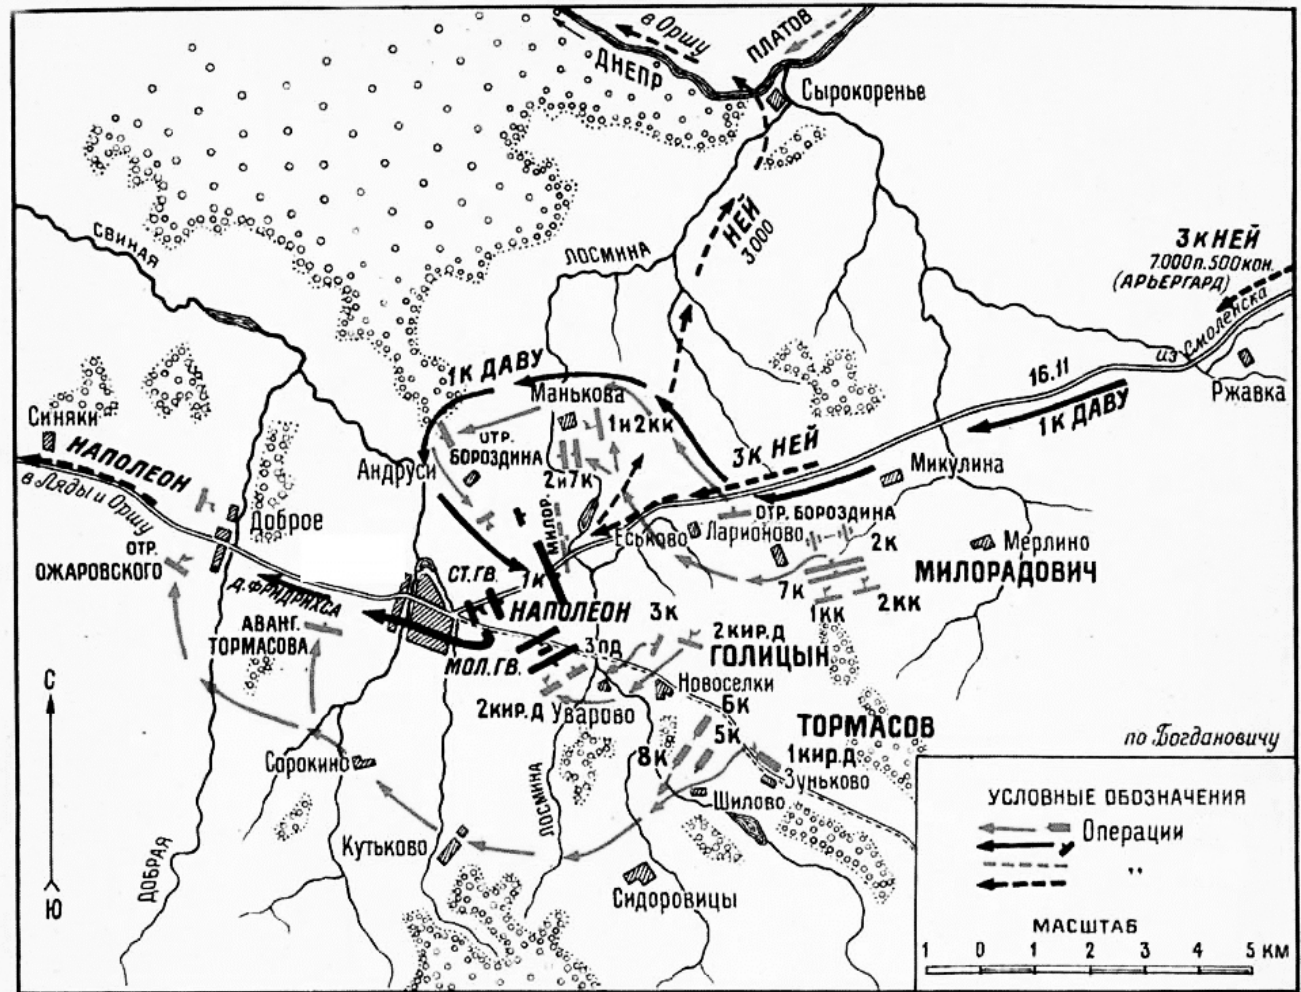 в Оршу
ПЛАТОВ
ДНЕПР
Сырокоренье
СВИНАЯ
ЛОСМИНА
НЕЙ
3.000
3К НЕЙ
7.000 п. 500 кон.
(АРЬЕРГАРД)
из Смоленска
Ржавка
16.11
1К ДАВУ
1К ДАВУ
Манькова
1 и 2 кк
3К НЕЙ
Микулина
Синяки
НАПОЛЕОН
в Ляды и Оршу
Андруси
ОТР.
БОРОЗДИНА
2 и 7к
МИЛОР.
Еськово
Ларионово
ОТР. БОРОЗДИНА
2к
Мерлино
МИЛОРАДОВИЧ
7к
1кк
2кк
Доброе
ОТР.
ОЖАРОВСКОГО
Д. ФРИДРИХСА
СТ. ГВ.
1к
НАПОЛЕОН
3к
2 кир. д
ГОЛИЦЫН
АВАНГ.
ТОРМАСОВА
МОЛ. ГВ.
3пд
Новоселки
2 кир. д
Уварово
6к
5к
8к
ТОРМАСОВ
1 кир. д
Зуньково
Шилово
С
Ю
Сорокино
Кутьково
ЛОСМИНА
ДОБРАЯ
Сидоровицы
по Богдановичу
УСЛОВНЫЕ ОБОЗНАЧЕНИЯ
Операции
"
МАСШТАБ
1 0 1 2 3 4 5 км